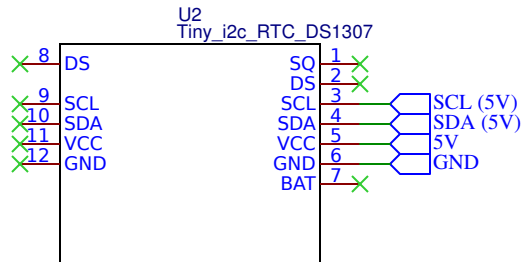 U2
Tiny_i2c_RTC_DS1307
8 DS SQ 1
DS 2
9 SCL SCL 3 SCL (5V)
10 SDA SDA 4 SDA (5V)
11 VCC VCC 5 5V
12 GND GND 6 GND
BAT 7